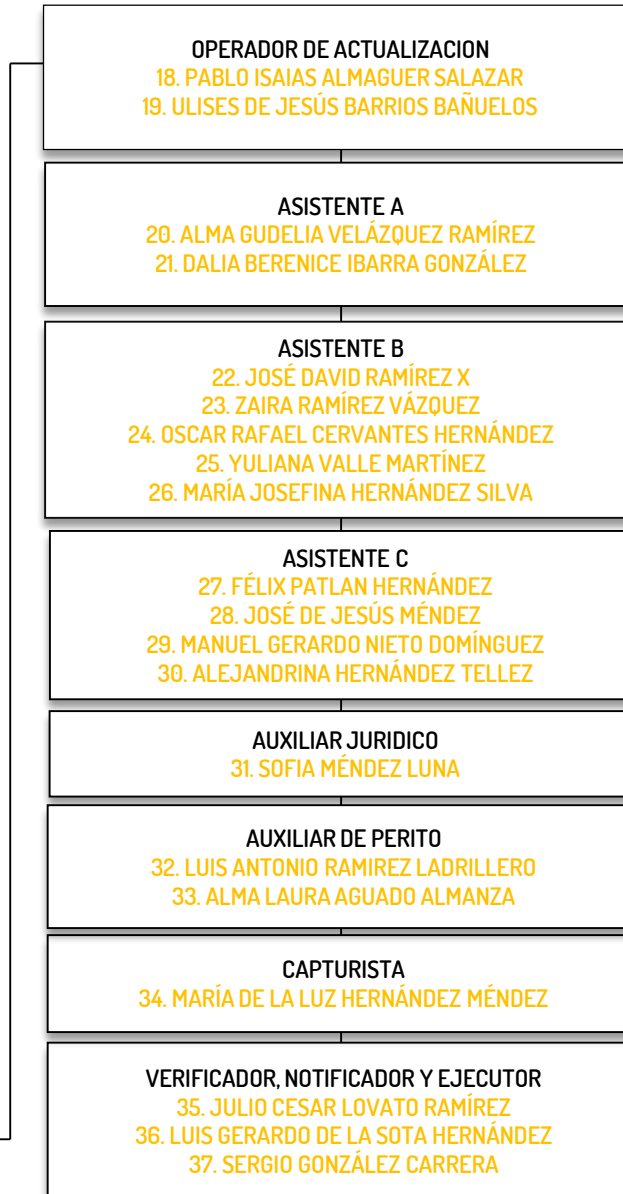 OPERADOR DE ACTUALIZACION
18. PABLO ISAIAS ALMAGUER SALAZAR
19. ULISES DE JESÚS BARRIOS BAÑUELOS
ASISTENTE A
20. ALMA GUDELIA VELÁZQUEZ RAMÍREZ
21. DALIA BERENICE IBARRA GONZÁLEZ
ASISTENTE B
22. JOSÉ DAVID RAMÍREZ X
23. ZAIRA RAMÍREZ VÁZQUEZ
24. OSCAR RAFAEL CERVANTES HERNÁNDEZ
25. YULIANA VALLE MARTÍNEZ
26. MARÍA JOSEFINA HERNÁNDEZ SILVA
ASISTENTE C
27. FÉLIX PATLAN HERNÁNDEZ
28. JOSÉ DE JESÚS MÉNDEZ
29. MANUEL GERARDO NIETO DOMÍNGUEZ
30. ALEJANDRINA HERNÁNDEZ TELLEZ
AUXILIAR JURIDICO
31. SOFIA MÉNDEZ LUNA
AUXILIAR DE PERITO
32. LUIS ANTONIO RAMIREZ LADRILLERO
33. ALMA LAURA AGUADO ALMANZA
CAPTURISTA
34. MARÍA DE LA LUZ HERNÁNDEZ MÉNDEZ
VERIFICADOR, NOTIFICADOR Y EJECUTOR
35. JULIO CESAR LOVATO RAMÍREZ
36. LUIS GERARDO DE LA SOTA HERNÁNDEZ
37. SERGIO GONZÁLEZ CARRERA